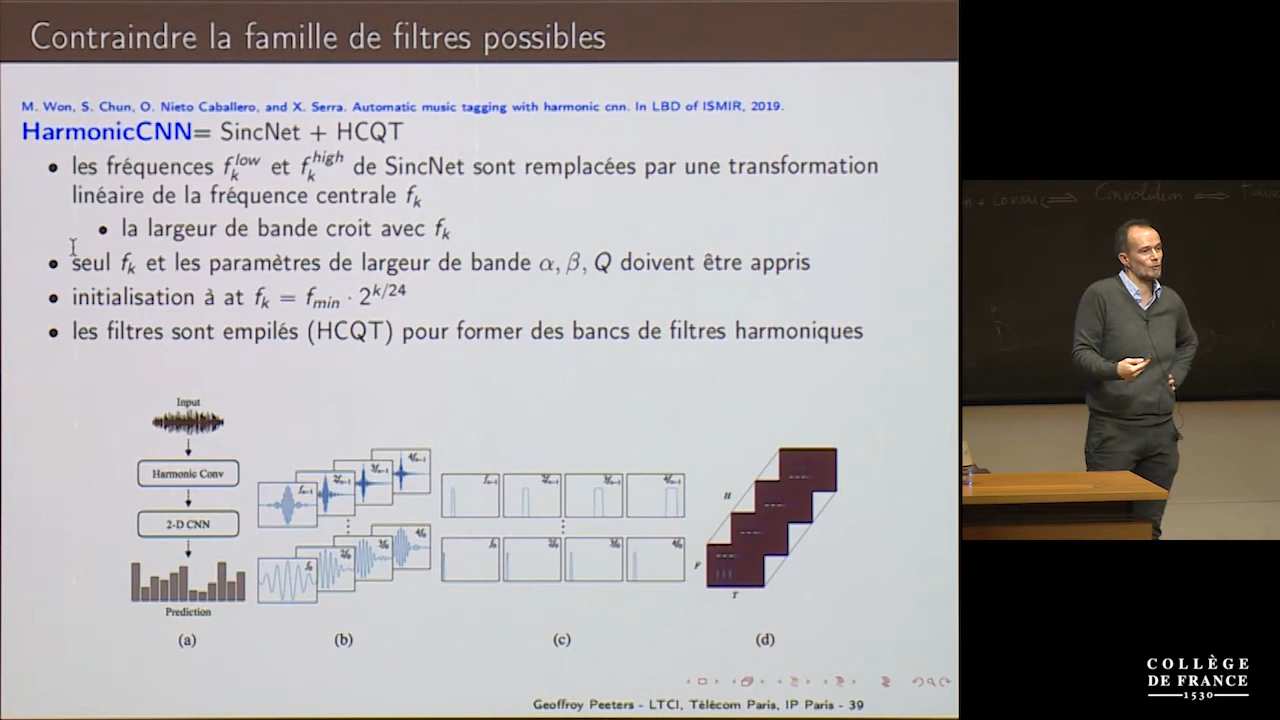 Contraindre la famille de filtres possibles
M. Won, S. Chun, O. Nieto Caballero, and X. Serra. Automatic music tagging with harmonic cnn. In LBD of ISMIR, 2019.
HarmonicCNN= SincNet + HCQT
• les fréquences f_k^{low} et f_k^{high} de SincNet sont remplacées par une transformation
linéaire de la fréquence centrale f_k
• la largeur de bande croit avec f_k
• seul f_k et les paramètres de largeur de bande α, β, Q doivent être appris
• initialisation à at f_k = f_{min} · 2^{k/24}
• les filtres sont empilés (HCQT) pour former des bancs de filtres harmoniques
Input
Harmonic Conv
2-D CNN
Prediction
(a) (b) (c) (d)
H
F
T
Geoffroy Peeters - LTCI, Télécom Paris, IP Paris - 39
Convolution
COLLÈGE
DE FRANCE
1530